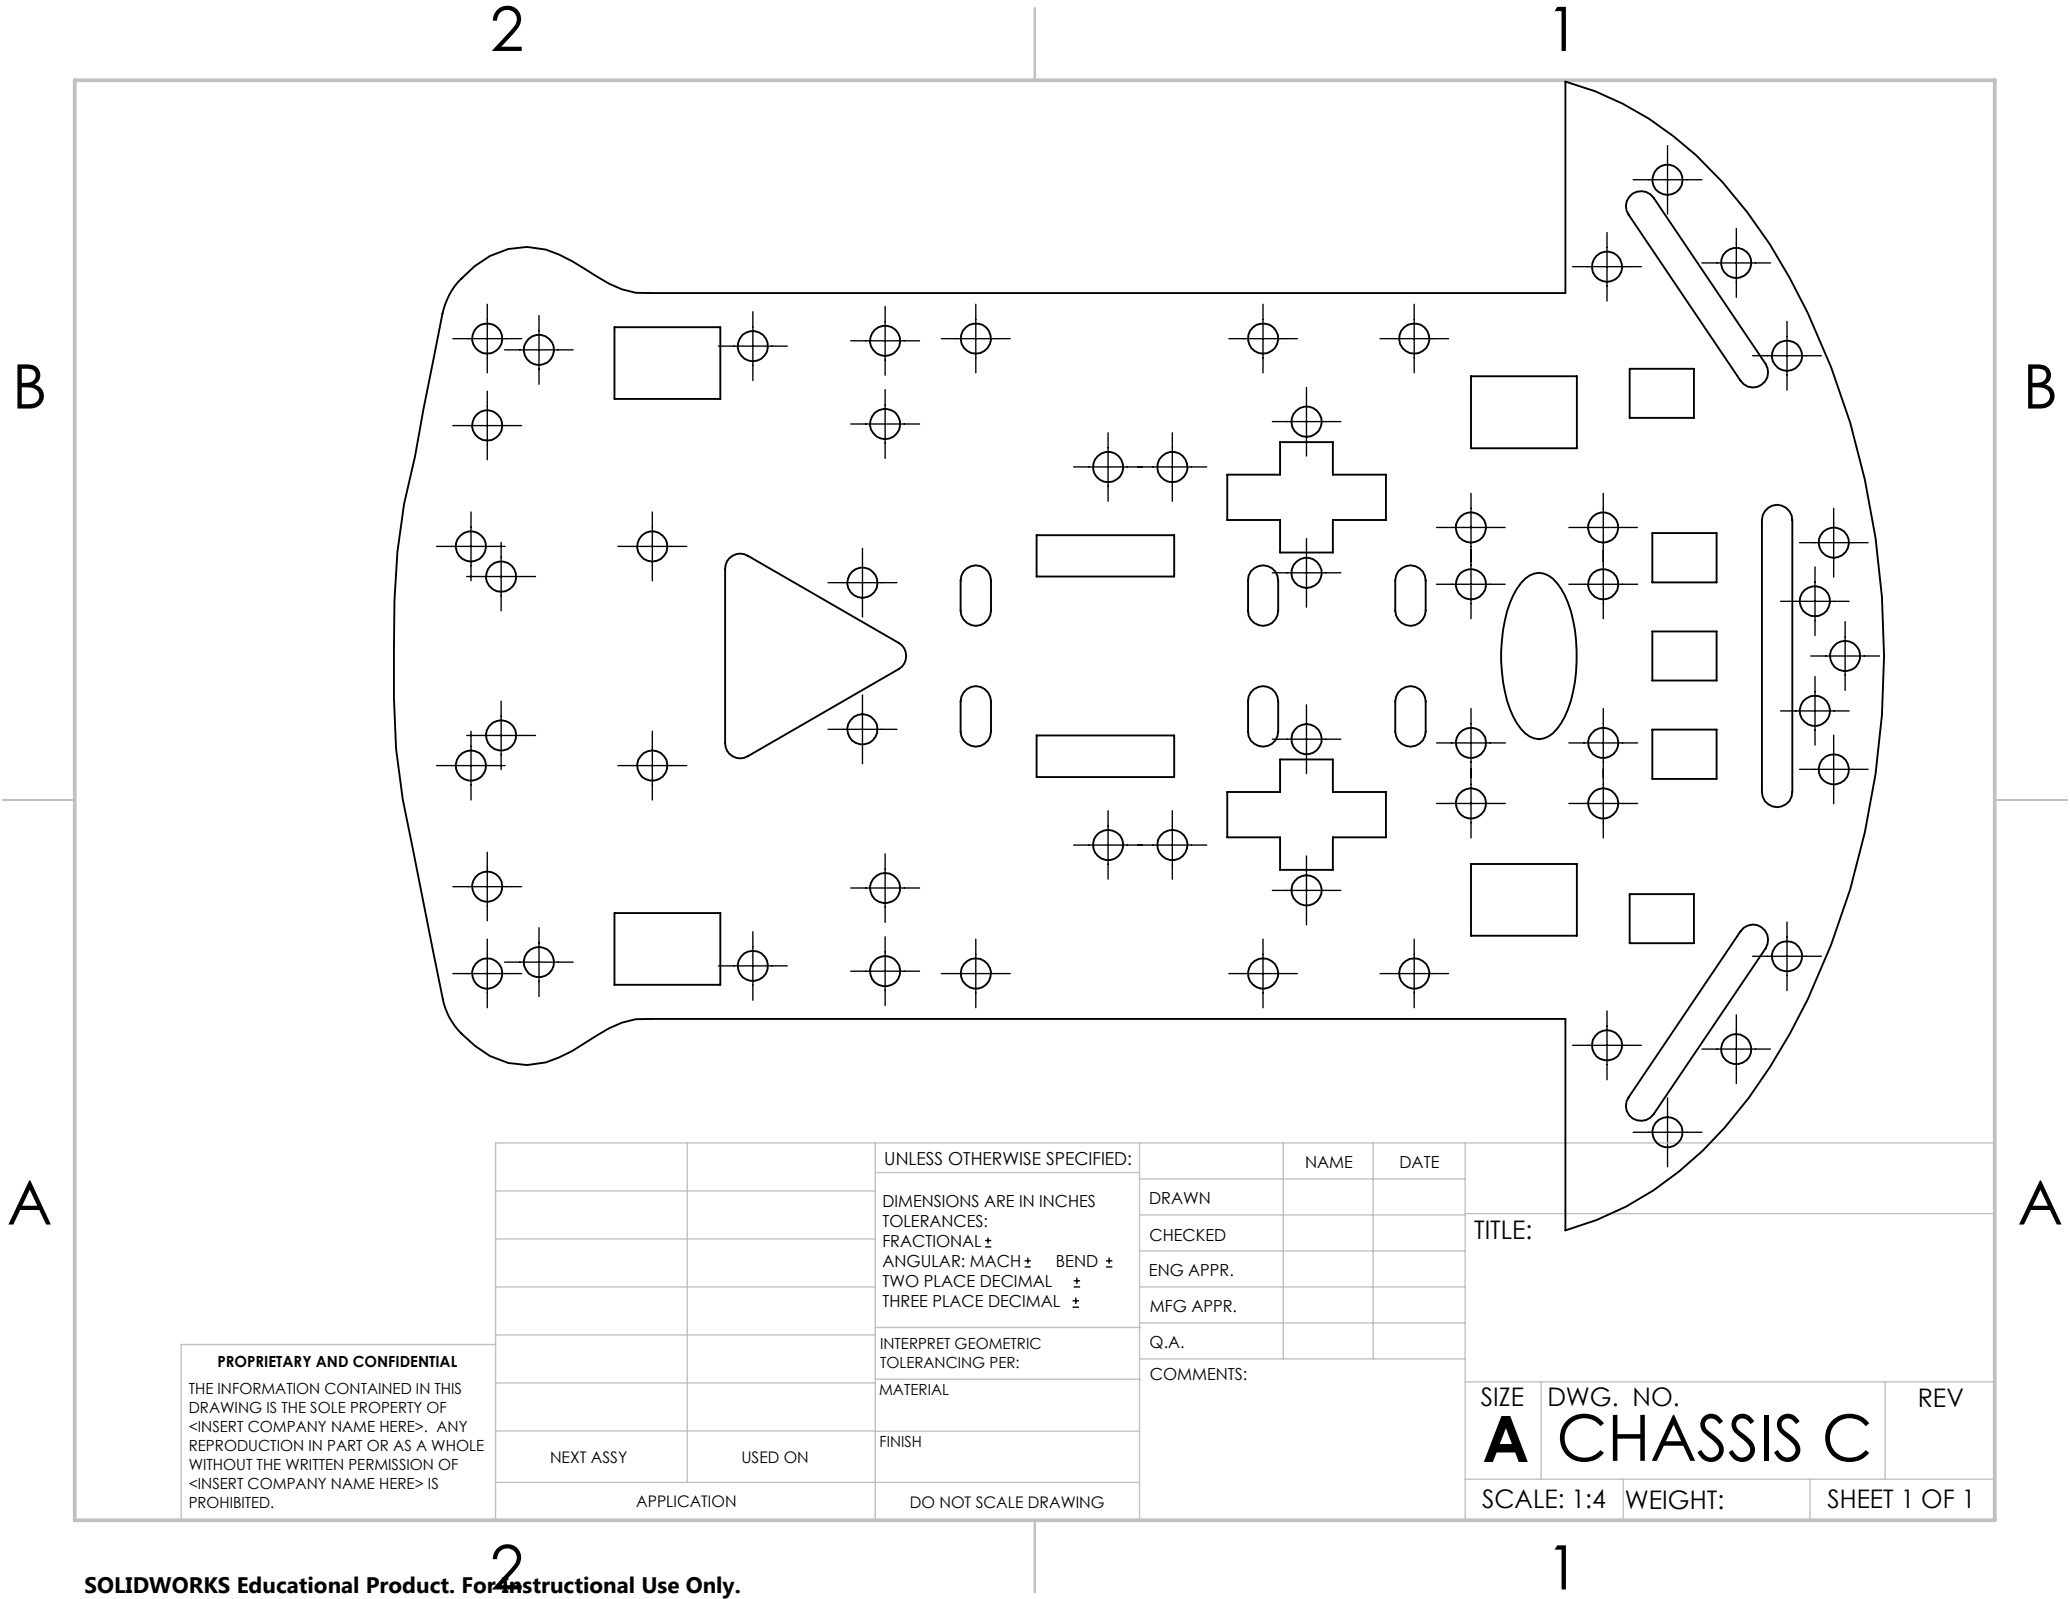 2
1
B
B
A
A
UNLESS OTHERWISE SPECIFIED:
DIMENSIONS ARE IN INCHES
TOLERANCES:
FRACTIONAL ±
ANGULAR: MACH ± BEND ±
TWO PLACE DECIMAL ±
THREE PLACE DECIMAL ±
INTERPRET GEOMETRIC
TOLERANCING PER:
MATERIAL
FINISH
DO NOT SCALE DRAWING
NAME
DATE
DRAWN
CHECKED
ENG APPR.
MFG APPR.
Q.A.
COMMENTS:
TITLE:
SIZE
A
DWG. NO.
CHASSIS C
REV
SCALE: 1:4
WEIGHT:
SHEET 1 OF 1
PROPRIETARY AND CONFIDENTIAL
THE INFORMATION CONTAINED IN THIS
DRAWING IS THE SOLE PROPERTY OF
<INSERT COMPANY NAME HERE>. ANY
REPRODUCTION IN PART OR AS A WHOLE
WITHOUT THE WRITTEN PERMISSION OF
<INSERT COMPANY NAME HERE> IS
PROHIBITED.
NEXT ASSY
USED ON
APPLICATION
2
1
SOLIDWORKS Educational Product. For Instructional Use Only.